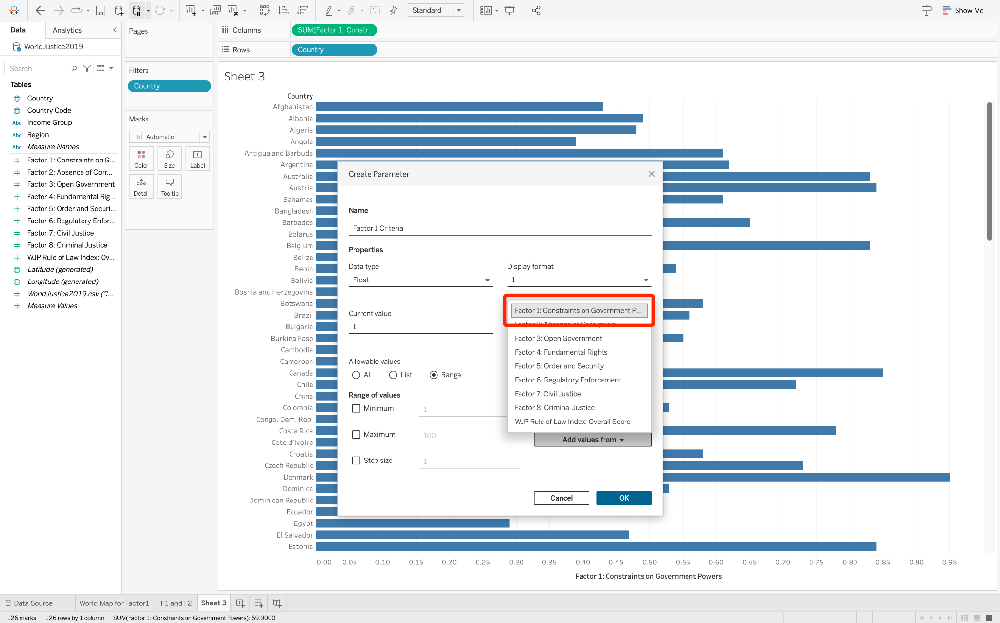 Standard
Show Me
Data
Analytics
WorldJustice2019
Search
Tables
Country
Country Code
Abc Income Group
Abc Region
Abc Measure Names
Factor 1: Constraints on G...
Factor 2: Absence of Corr...
Factor 3: Open Government
Factor 4: Fundamental Rig...
Factor 5: Order and Securi...
Factor 6: Regulatory Enfor...
Factor 7: Civil Justice
Factor 8: Criminal Justice
WJP Rule of Law Index: Ov...
Latitude (generated)
Longitude (generated)
WorldJustice2019.csv (C...
Measure Values
Pages
Filters
Country
Marks
Automatic
Color
Size
Label
Detail
Tooltip
Columns
SUM(Factor 1: Constr..
Rows
Country
Sheet 3
Country
Afghanistan
Albania
Algeria
Angola
Antigua and Barbuda
Argentina
Australia
Austria
Bahamas
Bangladesh
Barbados
Belarus
Belgium
Belize
Benin
Bolivia
Bosnia and Herzegovina
Botswana
Brazil
Bulgaria
Burkina Faso
Cambodia
Cameroon
Canada
Chile
China
Colombia
Congo, Dem. Rep.
Costa Rica
Cote d'Ivoire
Croatia
Czech Republic
Denmark
Dominica
Dominican Republic
Ecuador
Egypt
El Salvador
Estonia
0.00 0.05 0.10 0.15 0.20 0.25 0.30 0.35 0.40 0.45 0.50 0.55 0.60 0.65 0.70 0.75 0.80 0.85 0.90 0.95
Factor 1: Constraints on Government Powers
Create Parameter
Name
Factor 1 Criteria
Properties
Data type
Display format
Float
1
Current value
1
Factor 1: Constraints on Government P...
Factor 2: Absence of Corruption
Factor 3: Open Government
Factor 4: Fundamental Rights
Factor 5: Order and Security
Factor 6: Regulatory Enforcement
Factor 7: Civil Justice
Factor 8: Criminal Justice
WJP Rule of Law Index: Overall Score
Allowable values
All
List
Range
Range of values
Minimum
1
Maximum
100
Add values from
Step size
1
Cancel
OK
Data Source
World Map for Factor1
F1 and F2
Sheet 3
126 marks
126 rows by 1 column
SUM(Factor 1: Constraints on Government Powers): 69.9000